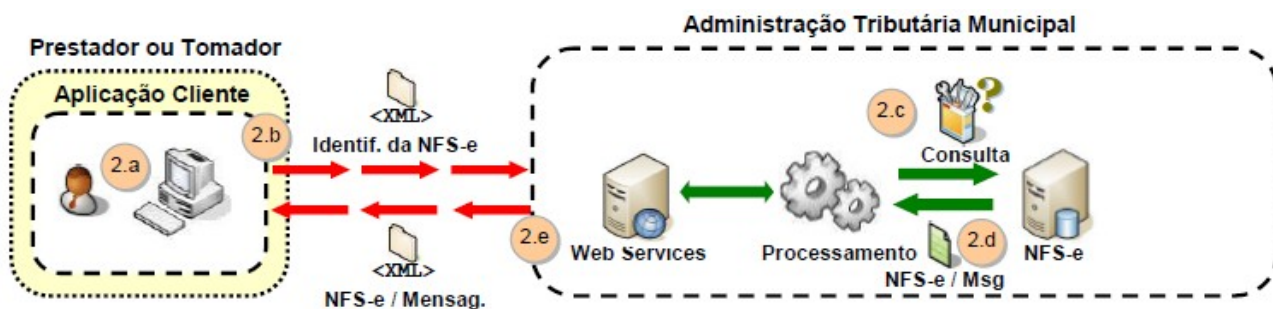 Administração Tributária Municipal
Prestador ou Tomador
Aplicação Cliente
2.a
2.b
<XML>
Identif. da NFS-e
2.e
<XML>
NFS-e / Mensag.
Web Services
Processamento
2.c
?
Consulta
2.d
NFS-e / Msg
NFS-e